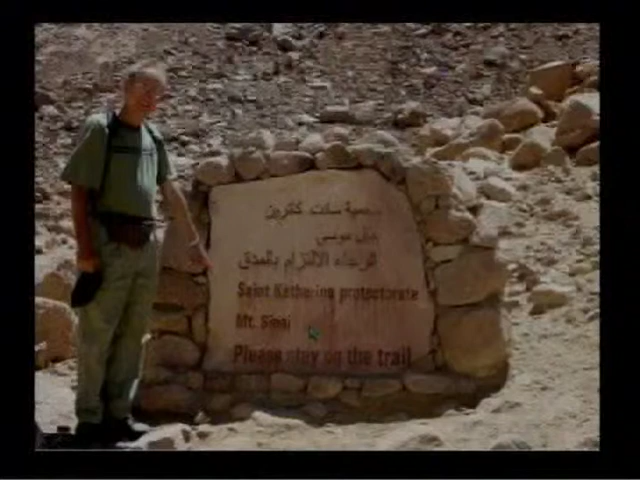 محمية سانت كاترين
جبل موسى
الرجاء الالتزام بالمدق
Saint Katherine protectorate
Mt. Sinai
Please stay on the trail